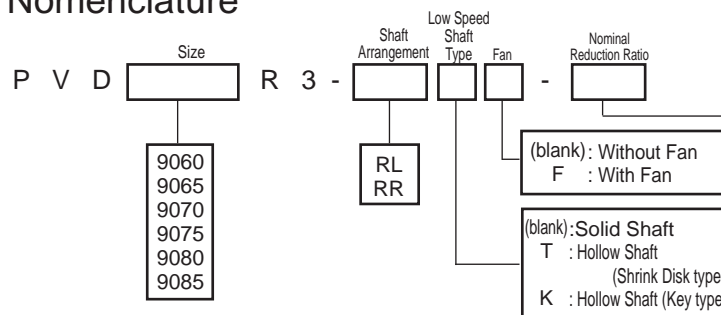 Nomenclature
Size
Shaft
Arrangement
Low Speed
Shaft
Type
Fan
Nominal
Reduction Ratio
P V D R 3 - -
9060
9065
9070
9075
9080
9085
RL
RR
(blank) : Without Fan
F : With Fan
(blank) : Solid Shaft
T : Hollow Shaft
(Shrink Disk type
K : Hollow Shaft (Key type